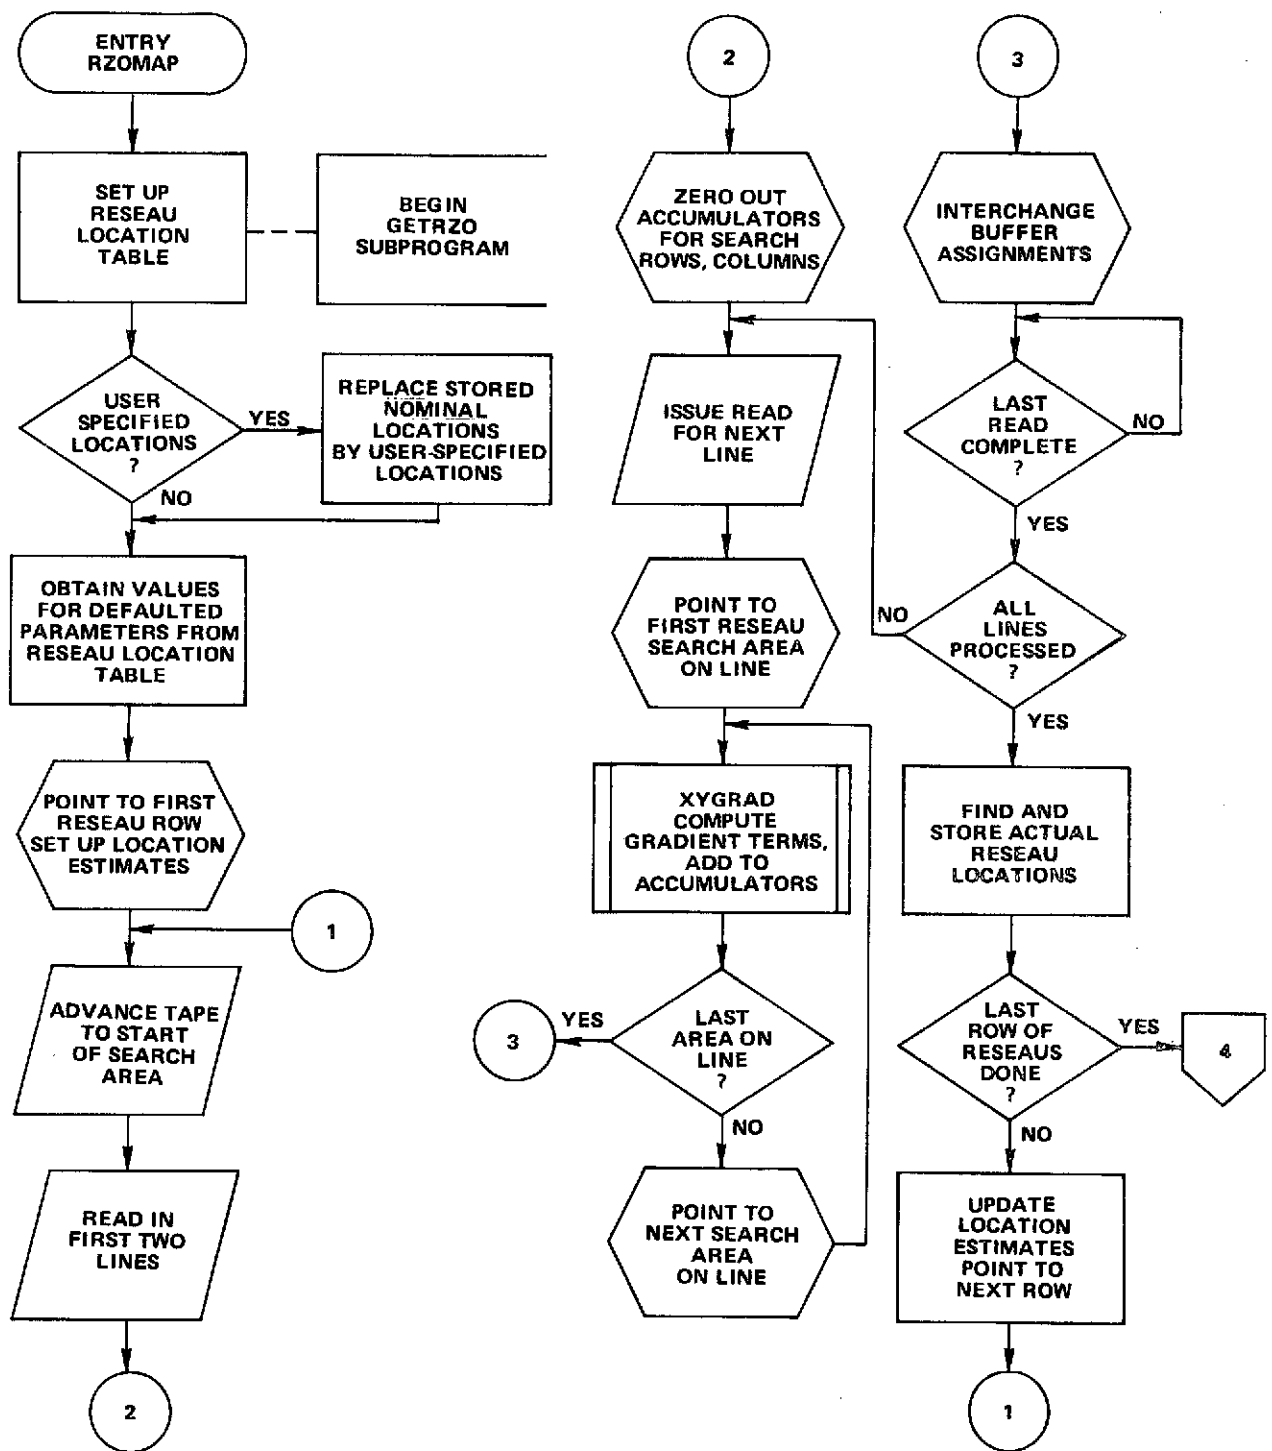 ENTRY
RZOMAP
SET UP
RESEAU
LOCATION
TABLE
BEGIN
GETRZO
SUBPROGRAM
USER
SPECIFIED
LOCATIONS
?
YES
REPLACE STORED
NOMINAL
LOCATIONS
BY USER-SPECIFIED
LOCATIONS
NO
OBTAIN VALUES
FOR DEFAULTED
PARAMETERS FROM
RESEAU LOCATION
TABLE
POINT TO FIRST
RESEAU ROW
SET UP LOCATION
ESTIMATES
1
ADVANCE TAPE
TO START
OF SEARCH
AREA
READ IN
FIRST TWO
LINES
2
2
ZERO OUT
ACCUMULATORS
FOR SEARCH
ROWS, COLUMNS
ISSUE READ
FOR NEXT
LINE
POINT TO
FIRST RESEAU
SEARCH AREA
ON LINE
XYGRAD
COMPUTE
GRADIENT TERMS,
ADD TO
ACCUMULATORS
LAST
AREA ON
LINE
?
YES
3
NO
POINT TO
NEXT SEARCH
AREA
ON LINE
3
INTERCHANGE
BUFFER
ASSIGNMENTS
LAST
READ
COMPLETE
?
NO
YES
ALL
LINES
PROCESSED
?
NO
YES
FIND AND
STORE ACTUAL
RESEAU
LOCATIONS
LAST
ROW OF
RESEAUS
DONE
?
YES
4
NO
UPDATE
LOCATION
ESTIMATES
POINT TO
NEXT ROW
1